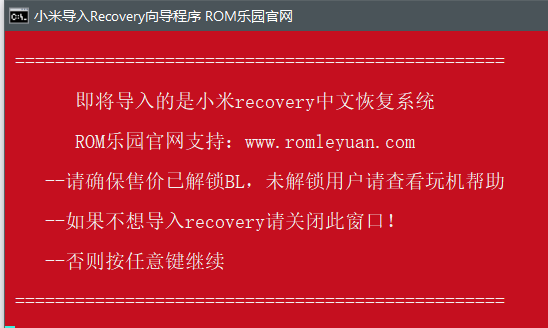 小米导入Recovery向导程序 ROM乐园官网
=================================================
即将导入的是小米recovery中文恢复系统
ROM乐园官网支持：www.romleyuan.com
--请确保售价已解锁BL，未解锁用户请查看玩机帮助
--如果不想导入recovery请关闭此窗口！
--否则按任意键继续
=================================================